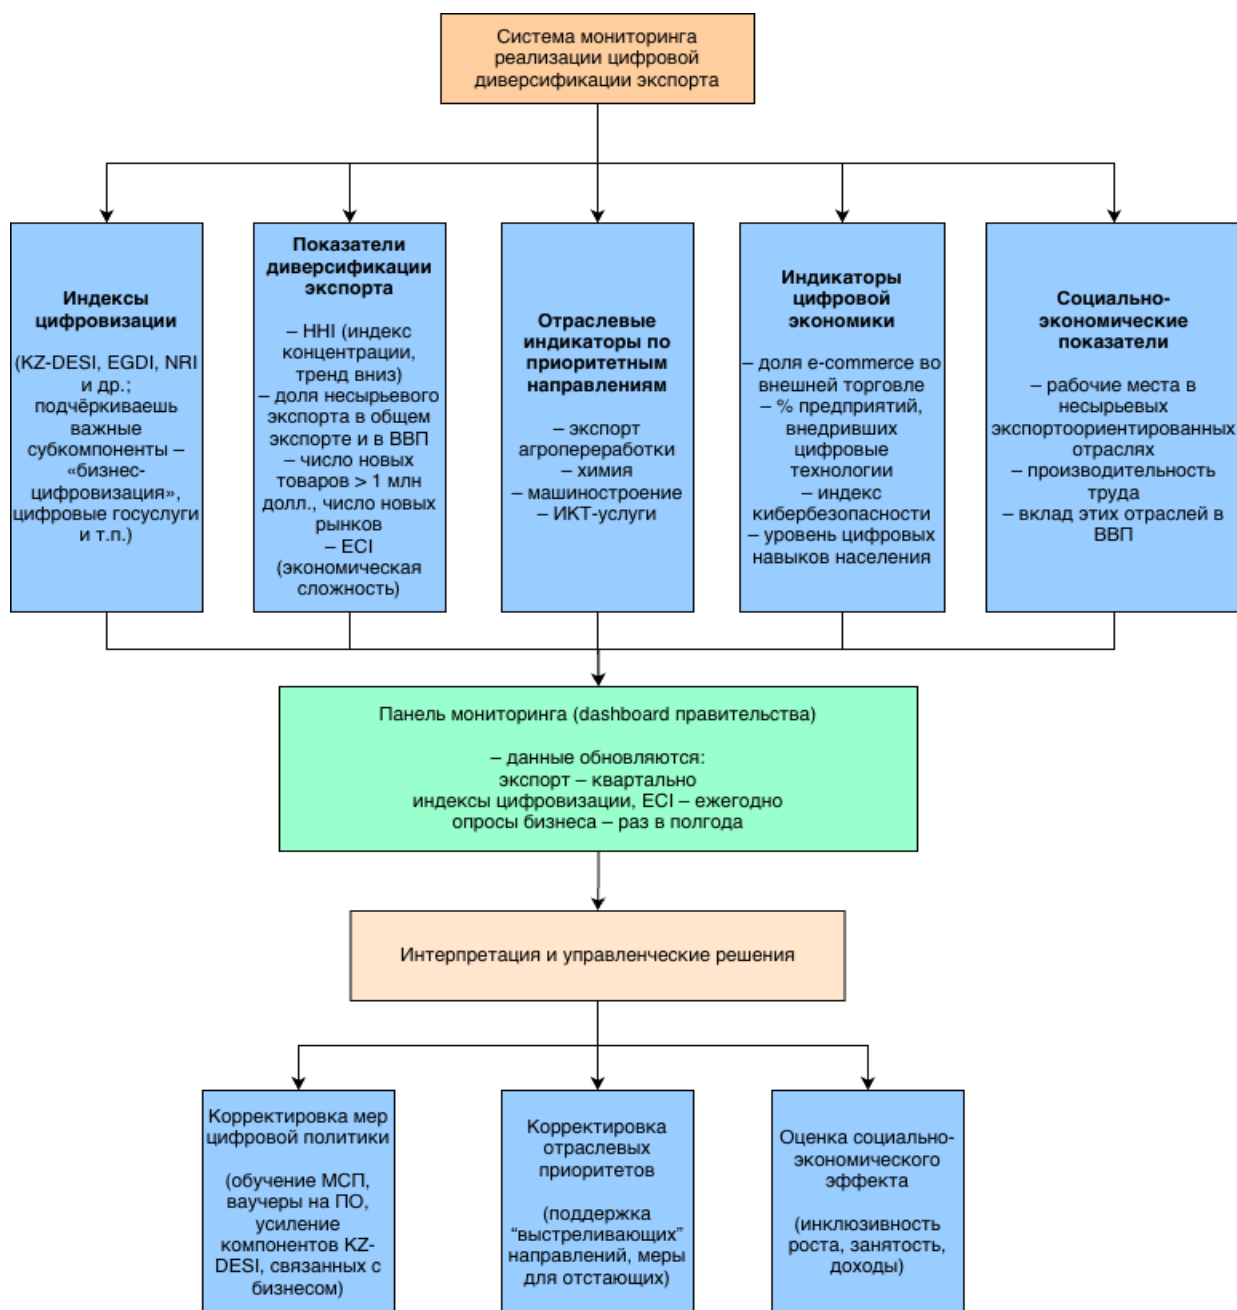 Система мониторинга
реализации цифровой
диверсификации экспорта
Индексы
цифровизации
(KZ-DESI, EGDI, NRI
и др.;
подчёркиваешь
важные
субкомпоненты –
«бизнес-
цифровизация»,
цифровые госуслуги
и т.п.)
Показатели
диверсификации
экспорта
– HHI (индекс
концентрации,
тренд вниз)
– доля несырьевого
экспорта в общем
экспорте и в ВВП
– число новых
товаров > 1 млн
долл., число новых
рынков
– ECI
(экономическая
сложность)
Отраслевые
индикаторы по
приоритетным
направлениям
– экспорт
агропереработки
– химия
– машиностроение
– ИКТ-услуги
Индикаторы
цифровой
экономики
– доля e-commerce во
внешней торговле
– % предприятий,
внедривших
цифровые
технологии
– индекс
кибербезопасности
– уровень цифровых
навыков населения
Социально-
экономические
показатели
– рабочие места в
несырьевых
экспортоориентированных
отраслях
– производительность
труда
– вклад этих отраслей в
ВВП
Панель мониторинга (dashboard правительства)
– данные обновляются:
экспорт – квартально
индексы цифровизации, ECI – ежегодно
опросы бизнеса – раз в полгода
Интерпретация и управленческие решения
Корректировка мер
цифровой политики
(обучение МСП,
ваучеры на ПО,
усиление
компонентов KZ-
DESI, связанных с
бизнесом)
Корректировка
отраслевых
приоритетов
(поддержка
“выстреливающих”
направлений, меры
для отстающих)
Оценка социально-
экономического
эффекта
(инклюзивность
роста, занятость,
доходы)